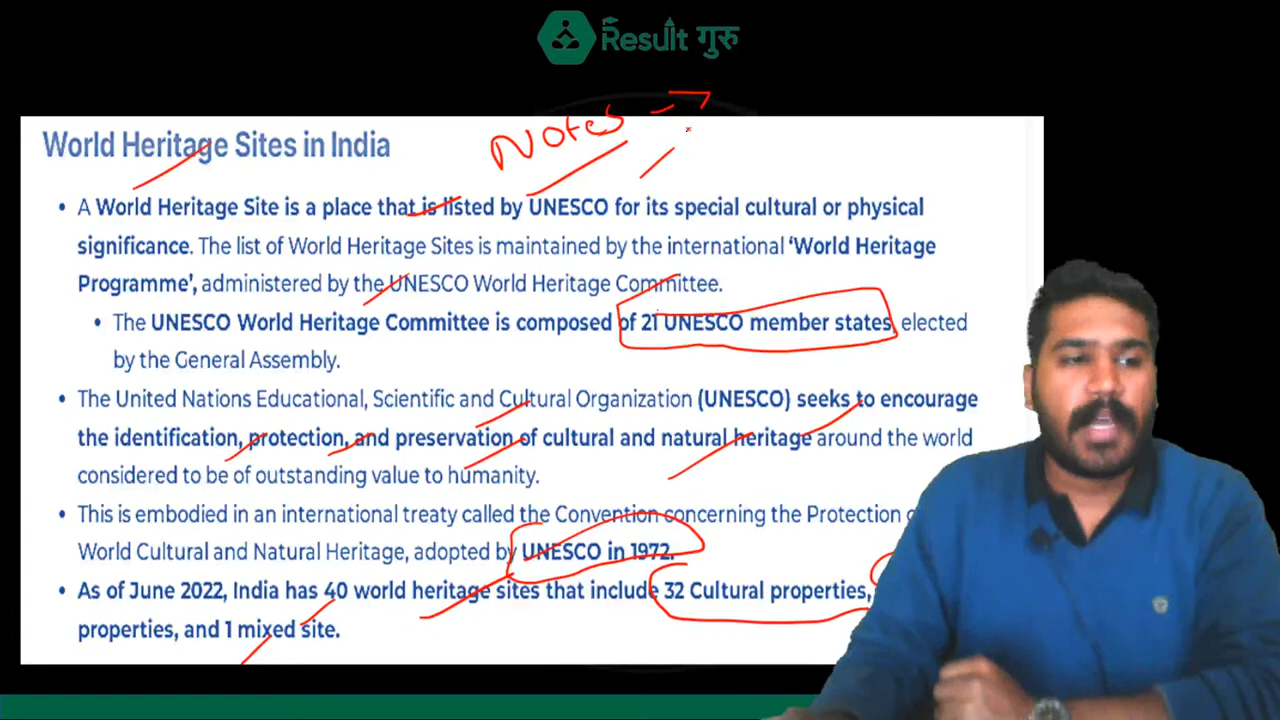 Result गुरु
Notes
World Heritage Sites in India
• A World Heritage Site is a place that is listed by UNESCO for its special cultural or physical
significance. The list of World Heritage Sites is maintained by the international ‘World Heritage
Programme’, administered by the UNESCO World Heritage Committee.
• The UNESCO World Heritage Committee is composed of 21 UNESCO member states, elected
by the General Assembly.
• The United Nations Educational, Scientific and Cultural Organization (UNESCO) seeks to encourage
the identification, protection, and preservation of cultural and natural heritage around the world
considered to be of outstanding value to humanity.
• This is embodied in an international treaty called the Convention concerning the Protection
World Cultural and Natural Heritage, adopted by UNESCO in 1972.
• As of June 2022, India has 40 world heritage sites that include 32 Cultural properties,
properties, and 1 mixed site.